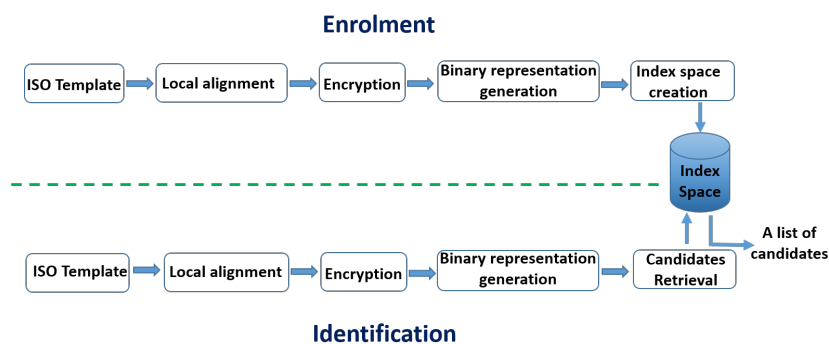 Enrolment
ISO Template
Local alignment
Encryption
Binary representation
generation
Index space
creation
Index
Space
A list of
candidates
ISO Template
Local alignment
Encryption
Binary representation
generation
Candidates
Retrieval
Identification